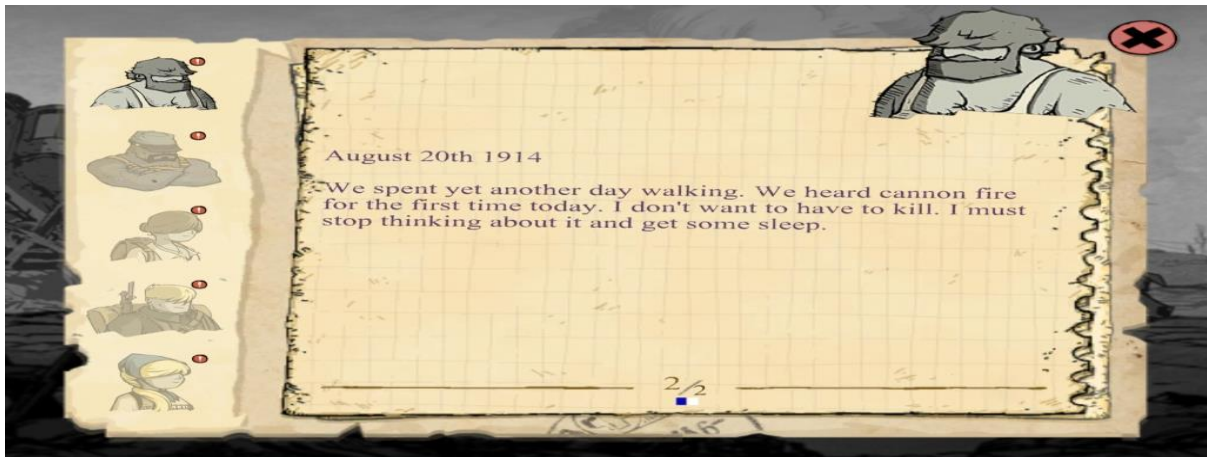 August 20th 1914
We spent yet another day walking. We heard cannon fire
for the first time today. I don't want to have to kill. I must
stop thinking about it and get some sleep.
2/2